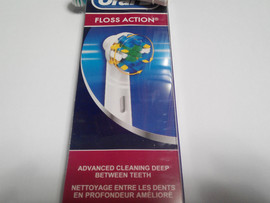 FLOSS ACTION®
ADVANCED CLEANING DEEP
BETWEEN TEETH
NETTOYAGE ENTRE LES DENTS
EN PROFONDEUR AMÉLIORÉ